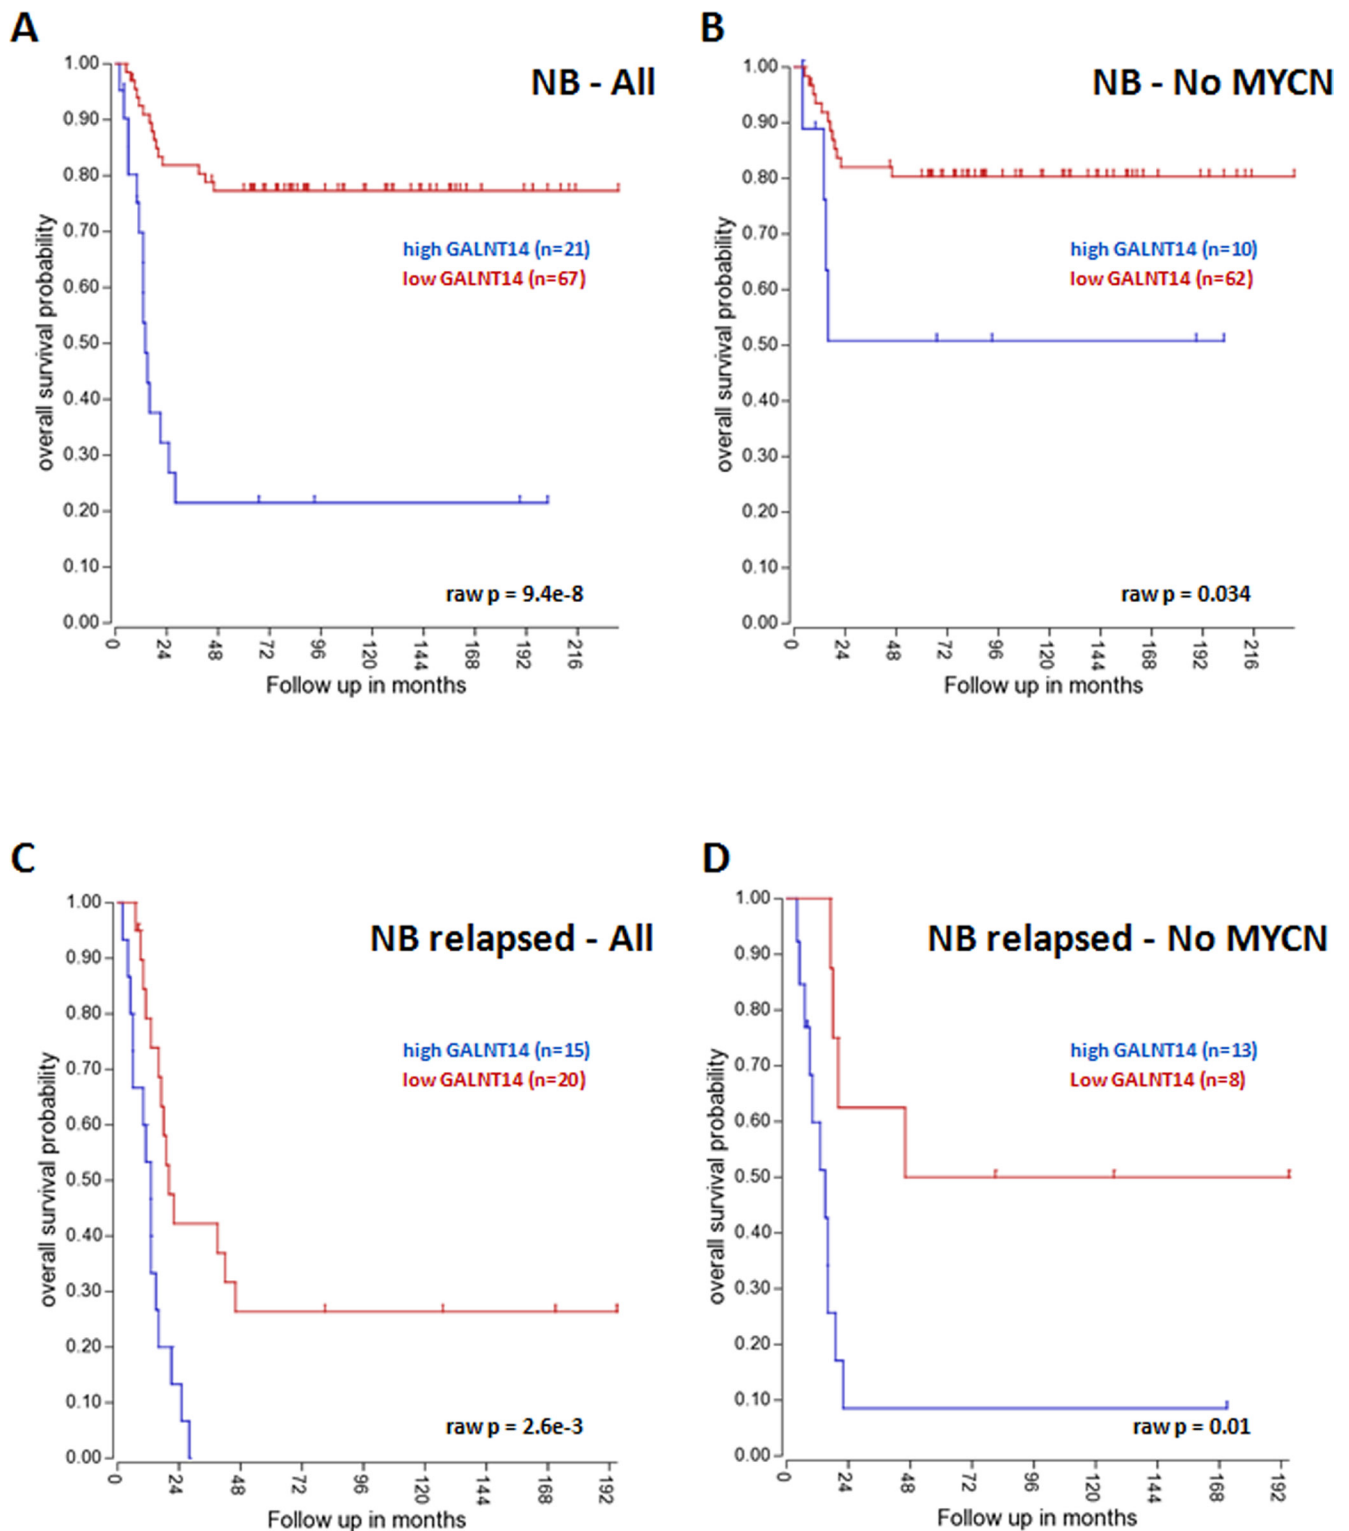 A
NB - All
1.00
0.90
0.80
0.70
0.60
0.50
0.40
0.30
0.20
0.10
0.00
overall survival probability
high GALNT14 (n=21)
low GALNT14 (n=67)
raw p = 9.4e-8
0 24 48 72 96 120 144 168 192 216
Follow up in months
B
NB - No MYCN
1.00
0.90
0.80
0.70
0.60
0.50
0.40
0.30
0.20
0.10
0.00
overall survival probability
high GALNT14 (n=10)
low GALNT14 (n=62)
raw p = 0.034
0 24 48 72 96 120 144 168 192 216
Follow up in months
C
NB relapsed - All
1.00
0.90
0.80
0.70
0.60
0.50
0.40
0.30
0.20
0.10
0.00
overall survival probability
high GALNT14 (n=15)
low GALNT14 (n=20)
raw p = 2.6e-3
0 24 48 72 96 120 144 168 192
Follow up in months
D
NB relapsed - No MYCN
1.00
0.90
0.80
0.70
0.60
0.50
0.40
0.30
0.20
0.10
0.00
overall survival probability
high GALNT14 (n=13)
Low GALNT14 (n=8)
raw p = 0.01
0 24 48 72 96 120 144 168 192
Follow up in months